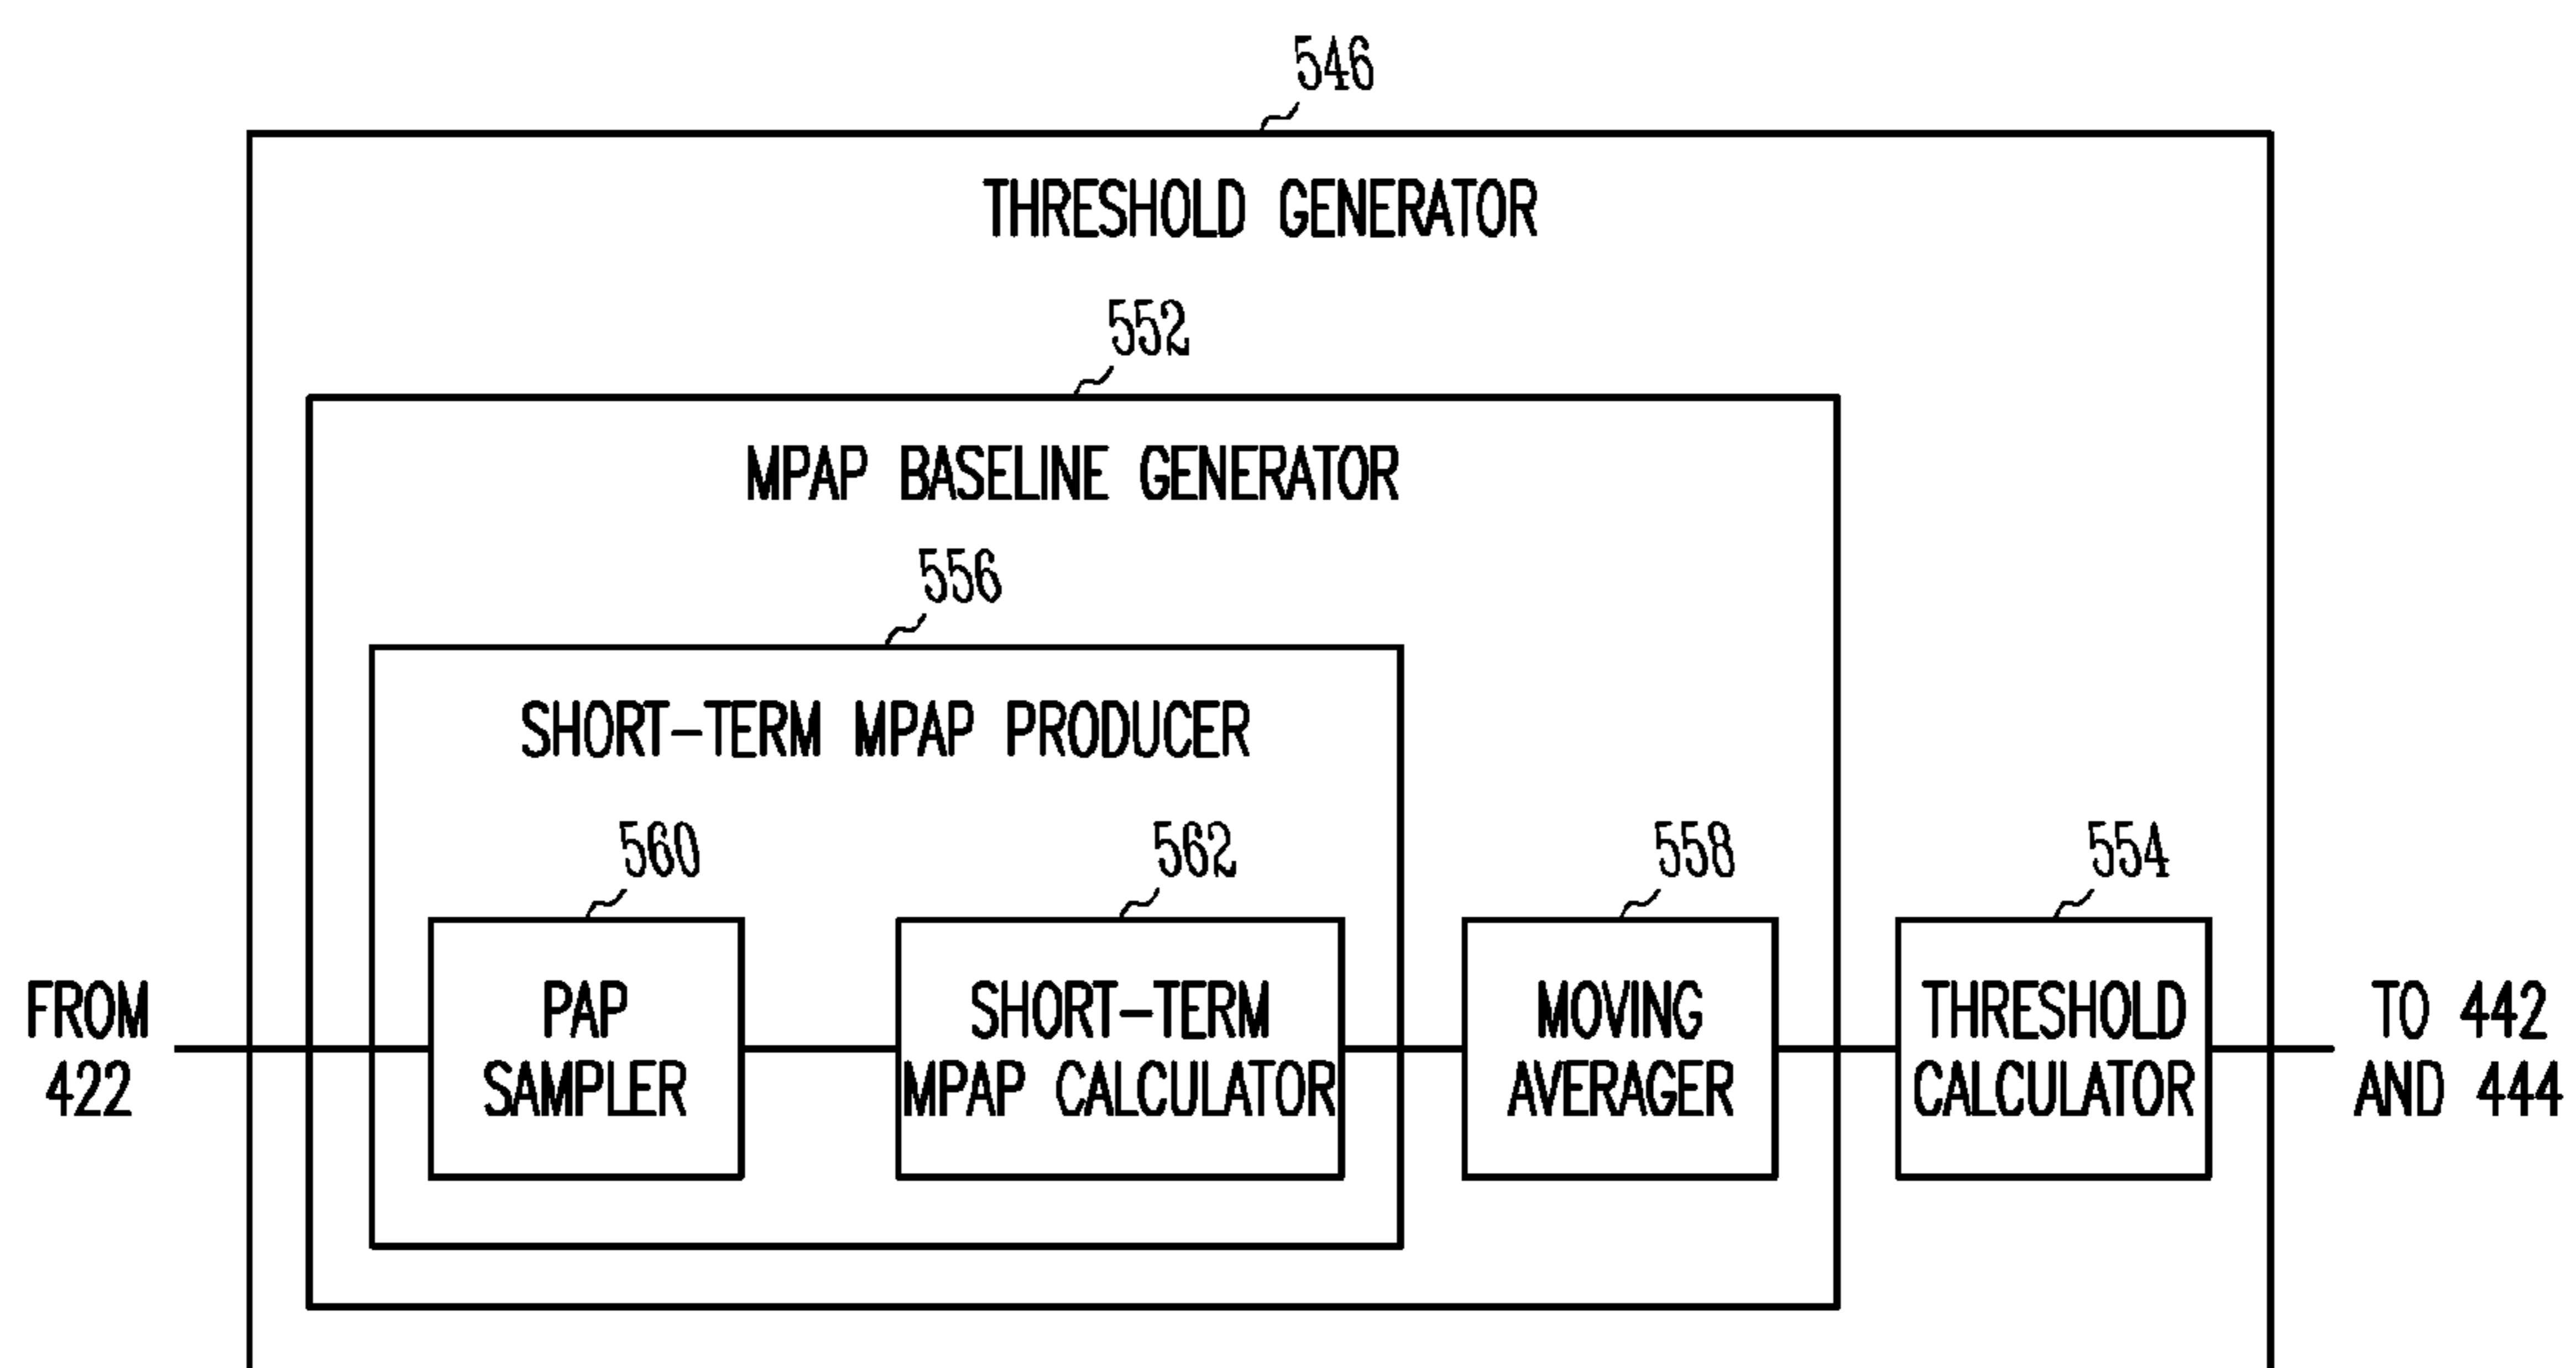 546
THRESHOLD GENERATOR
552
MPAP BASELINE GENERATOR
556
SHORT-TERM MPAP PRODUCER
560
562
558
554
FROM
422
PAP
SAMPLER
SHORT-TERM
MPAP CALCULATOR
MOVING
AVERAGER
THRESHOLD
CALCULATOR
TO 442
AND 444